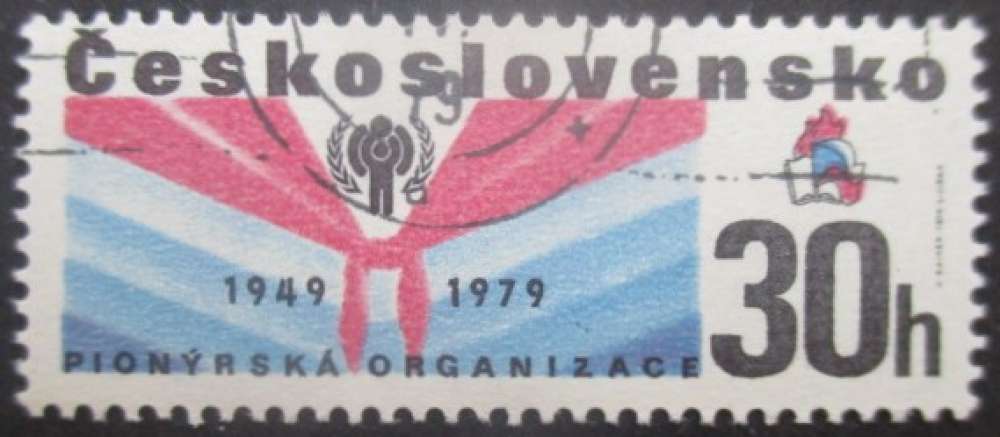 Československo
1949 1979
PIONÝRSKÁ ORGANIZACE
30h